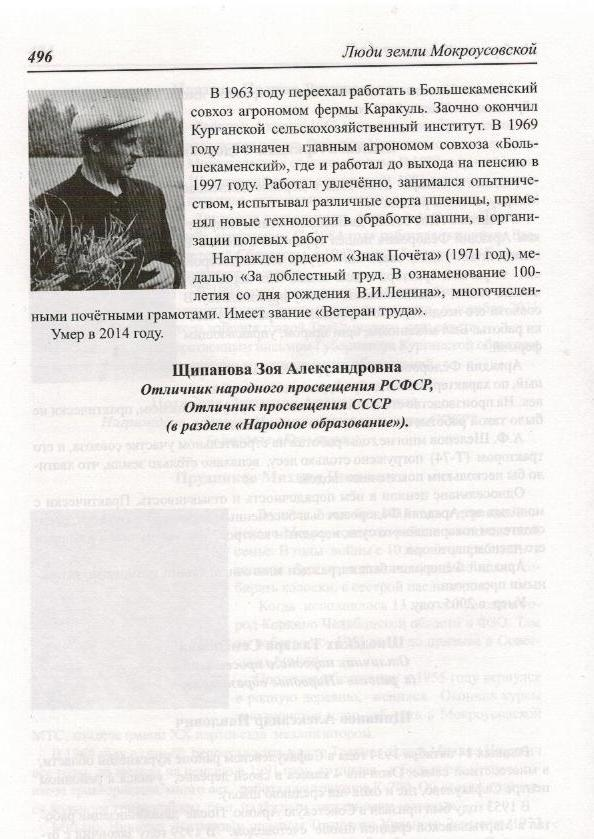 496
Люди земли Мокроусовской
В 1963 году переехал работать в Большекаменский
совхоз агрономом фермы Каракуль. Заочно окончил
Курганской сельскохозяйственный институт. В 1969
году назначен главным агрономом совхоза «Боль-
шекаменский», где и работал до выхода на пенсию в
1997 году. Работал увлечённо, занимался опытниче-
ством, испытывал различные сорта пшеницы, приме-
нял новые технологии в обработке пашни, в органи-
зации полевых работ
Награжден орденом «Знак Почёта» (1971 год), ме-
далью «За доблестный труд. В ознаменование 100-
летия со дня рождения В.И.Ленина», многочислен-
ными почётными грамотами. Имеет звание «Ветеран труда».
Умер в 2014 году.
Щипанова Зоя Александровна
Отличник народного просвещения РСФСР,
Отличник просвещения СССР
(в разделе «Народное образование»).